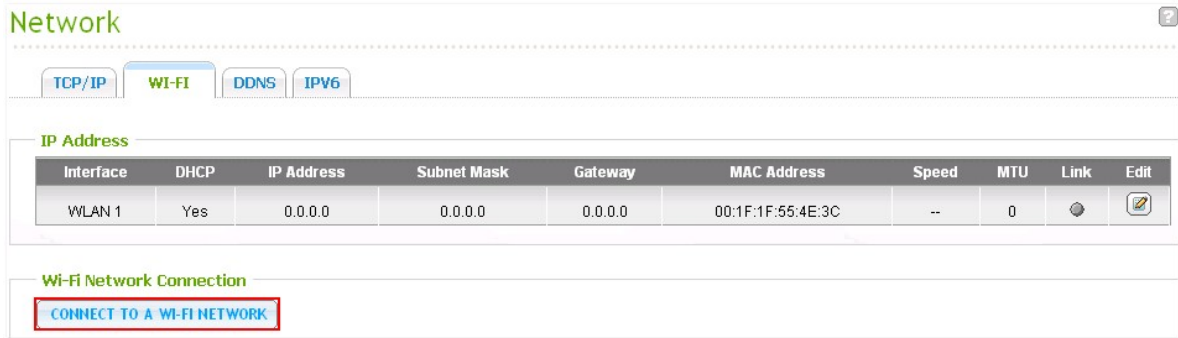 Network
?
TCP/IP WI-FI DDNS IPV6
IP Address
Interface DHCP IP Address Subnet Mask Gateway MAC Address Speed MTU Link Edit
WLAN 1 Yes 0.0.0.0 0.0.0.0 0.0.0.0 00:1F:1F:55:4E:3C -- 0
Wi-Fi Network Connection
CONNECT TO A WI-FI NETWORK